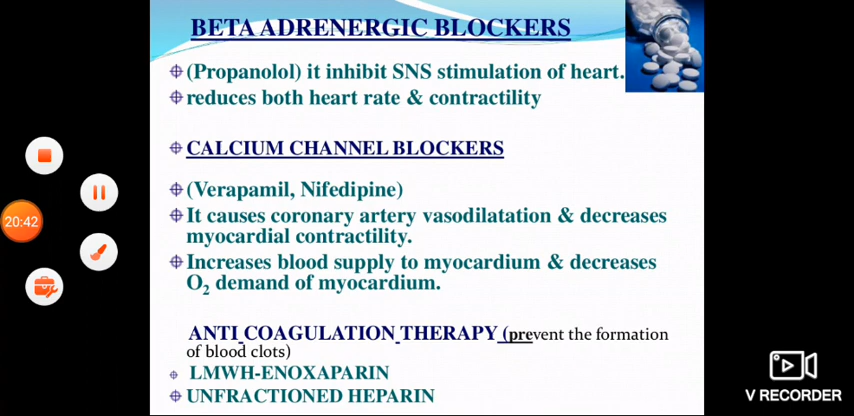 BETA ADRENERGIC BLOCKERS
(Propanolol) it inhibit SNS stimulation of heart.
reduces both heart rate & contractility
CALCIUM CHANNEL BLOCKERS
(Verapamil, Nifedipine)
It causes coronary artery vasodilatation & decreases
myocardial contractility.
Increases blood supply to myocardium & decreases
O2 demand of myocardium.
ANTI COAGULATION THERAPY (prevent the formation
of blood clots)
LMWH-ENOXAPARIN
UNFRACTIONED HEPARIN
20:42
V RECORDER